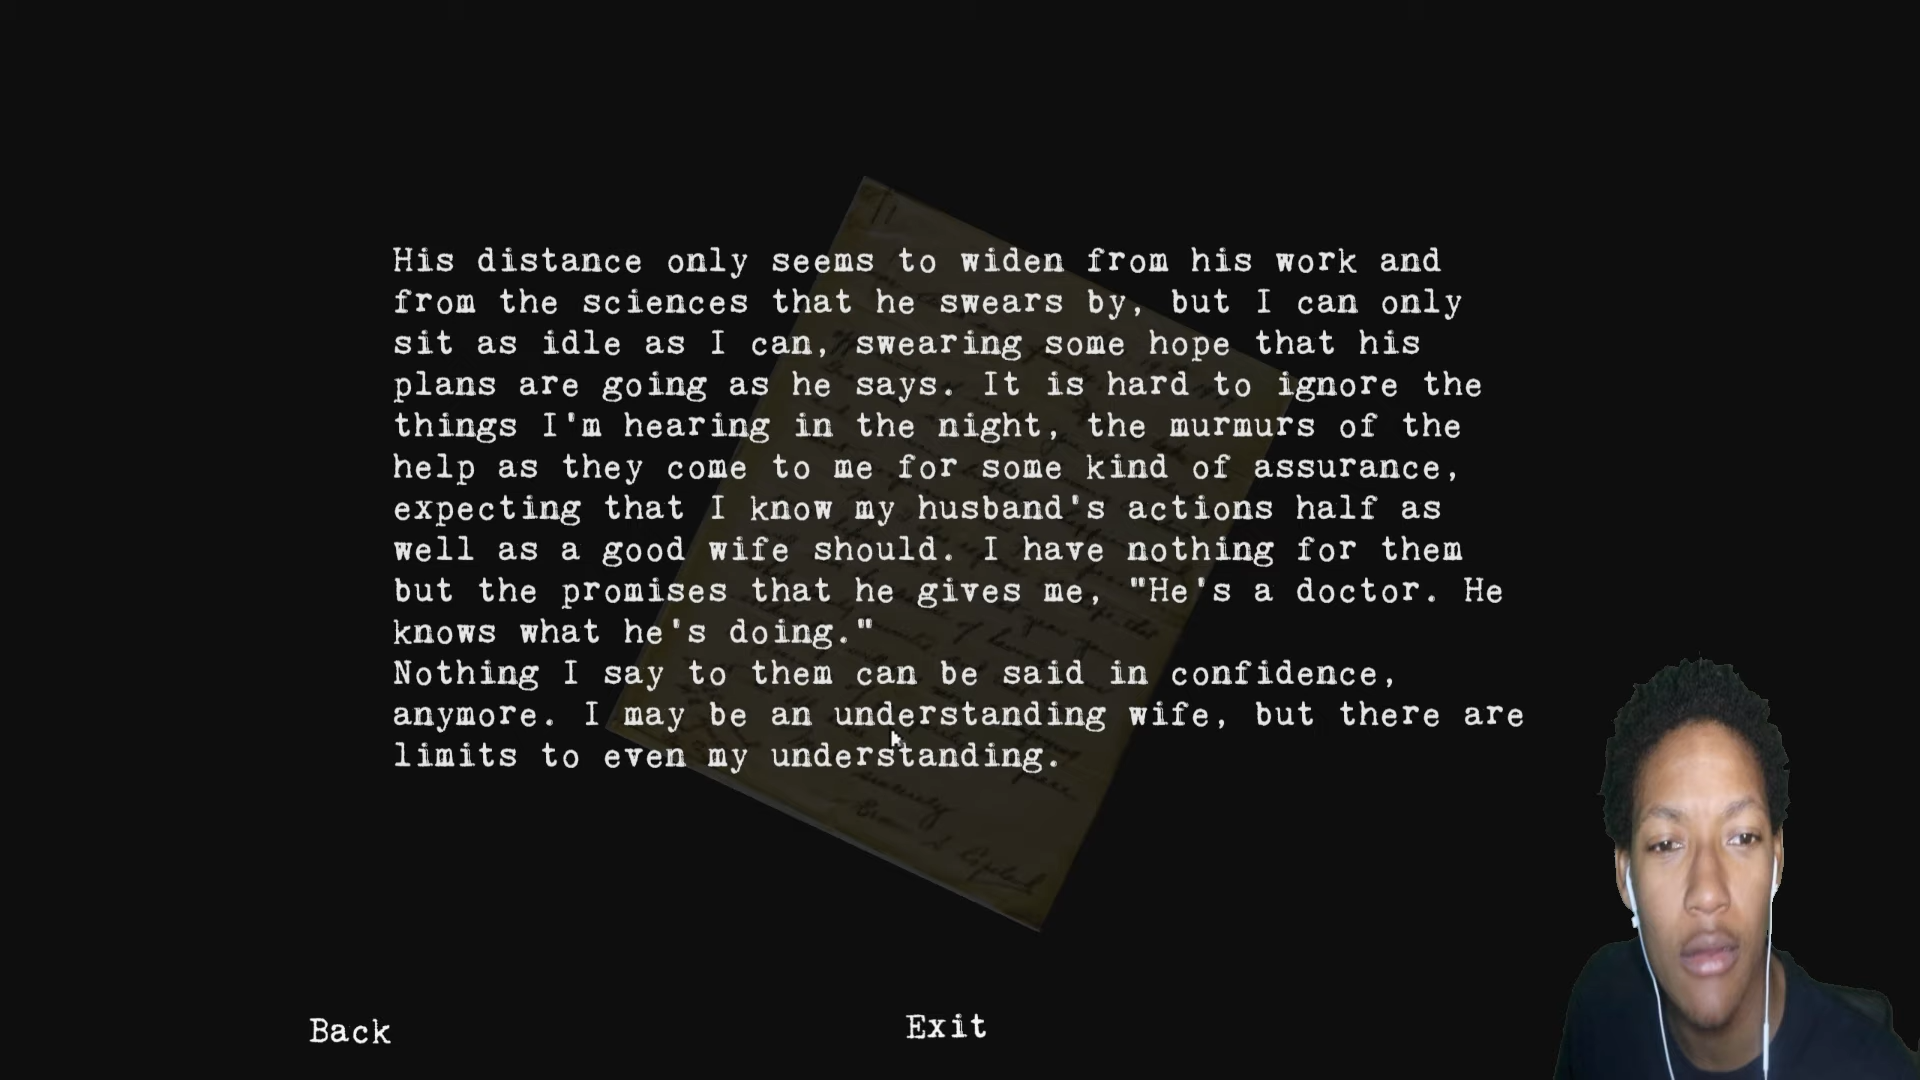 His distance only seems to widen from his work and
from the sciences that he swears by, but I can only
sit as idle as I can, swearing some hope that his
plans are going as he says. It is hard to ignore the
things I'm hearing in the night, the murmurs of the
help as they come to me for some kind of assurance,
expecting that I know my husband's actions half as
well as a good wife should. I have nothing for them
but the promises that he gives me, "He's a doctor. He
knows what he's doing."
Nothing I say to them can be said in confidence,
anymore. I may be an understanding wife, but there are
limits to even my understanding.
Back
Exit